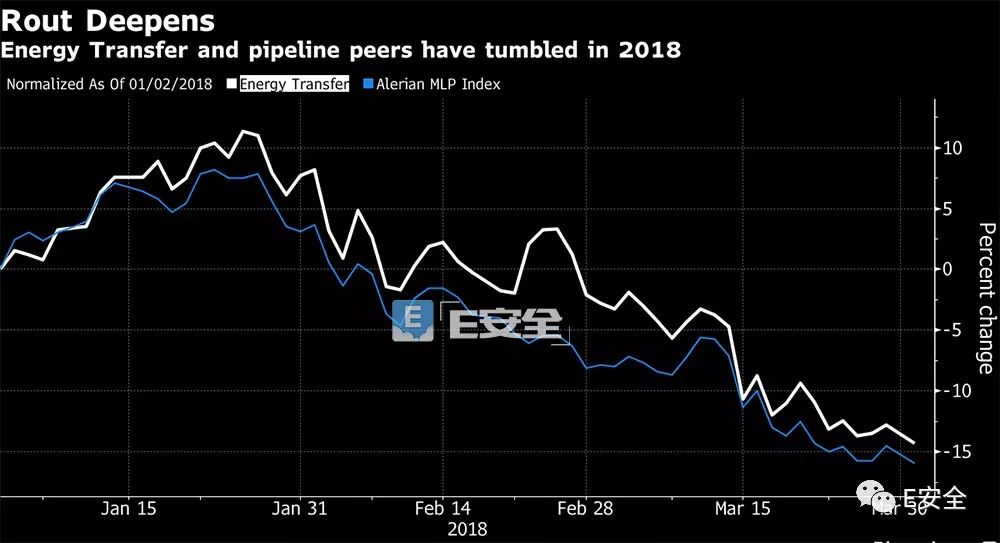 Rout Deepens
Energy Transfer and pipeline peers have tumbled in 2018
Normalized As Of 01/02/2018 Energy Transfer Alerian MLP Index
10
5
0
-5
-10
-15
Percent change
E E安全
Jan 15 Jan 31 Feb 14 Feb 28 Mar 15 Mar 30
2018
E安全